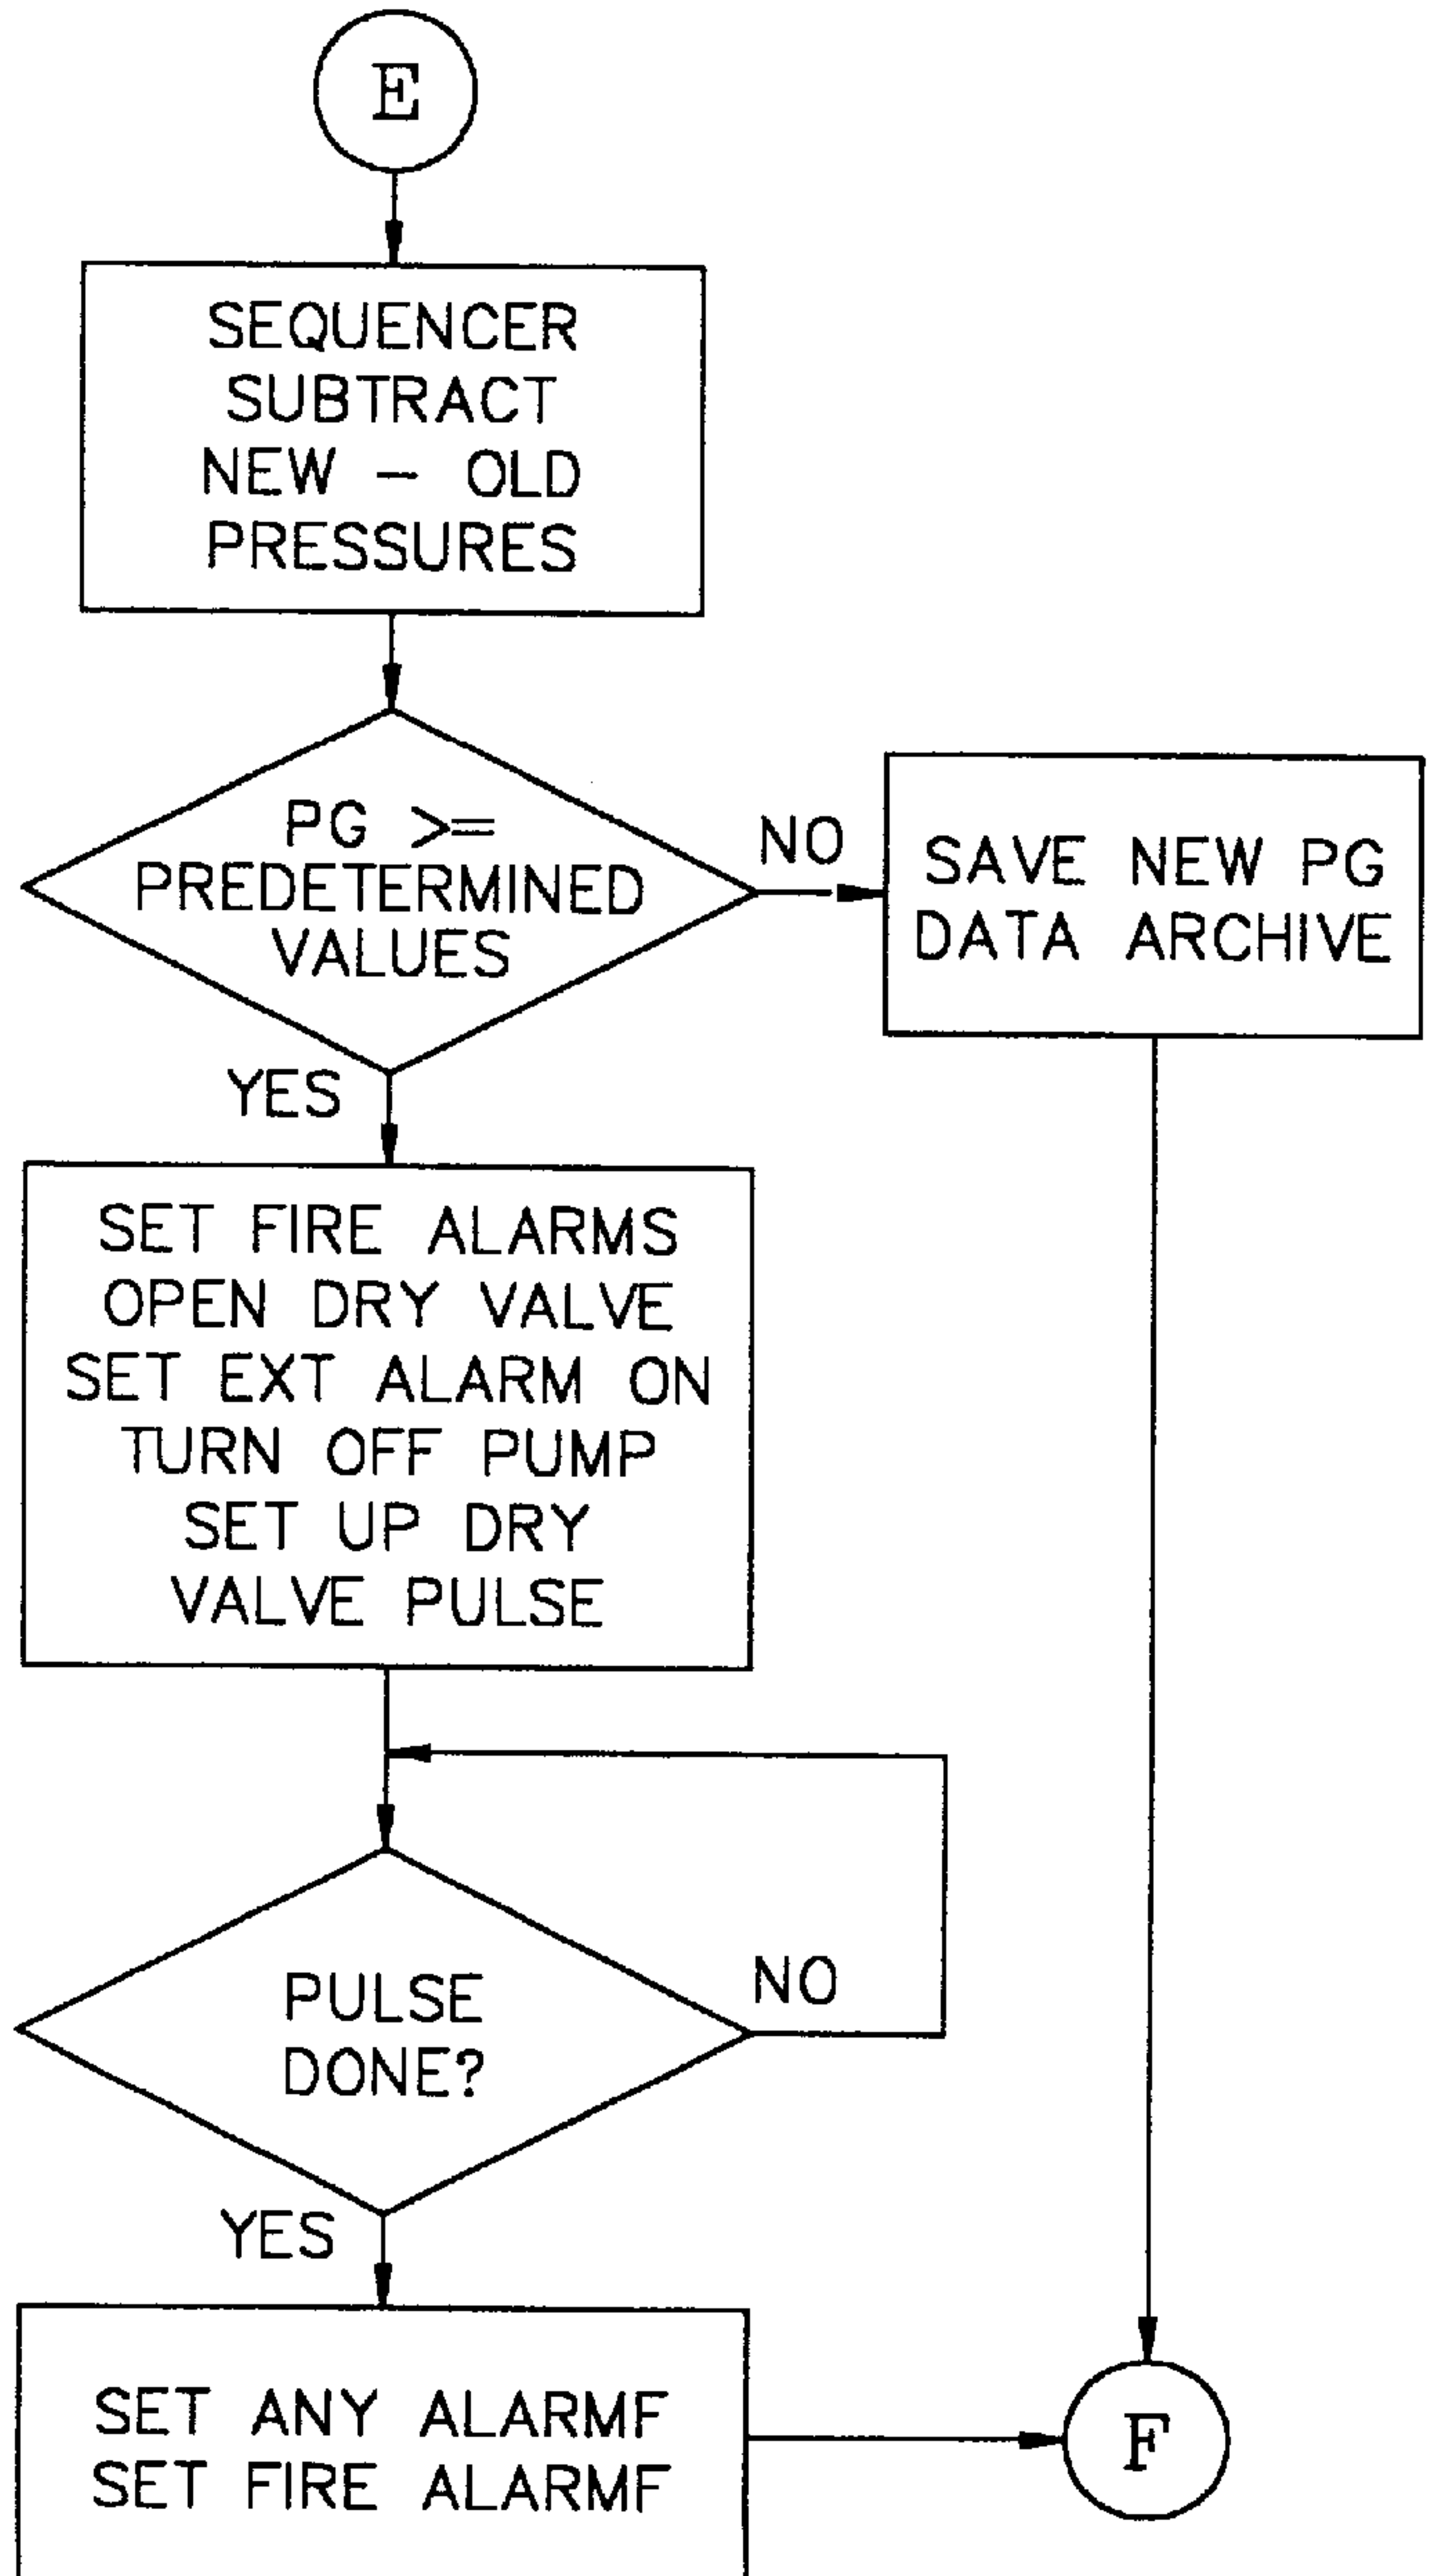 E
SEQUENCER
SUBTRACT
NEW - OLD
PRESSURES
PG >=
PREDETERMINED
VALUES
NO
SAVE NEW PG
DATA ARCHIVE
YES
SET FIRE ALARMS
OPEN DRY VALVE
SET EXT ALARM ON
TURN OFF PUMP
SET UP DRY
VALVE PULSE
PULSE
DONE?
NO
YES
SET ANY ALARMF
SET FIRE ALARMF
F